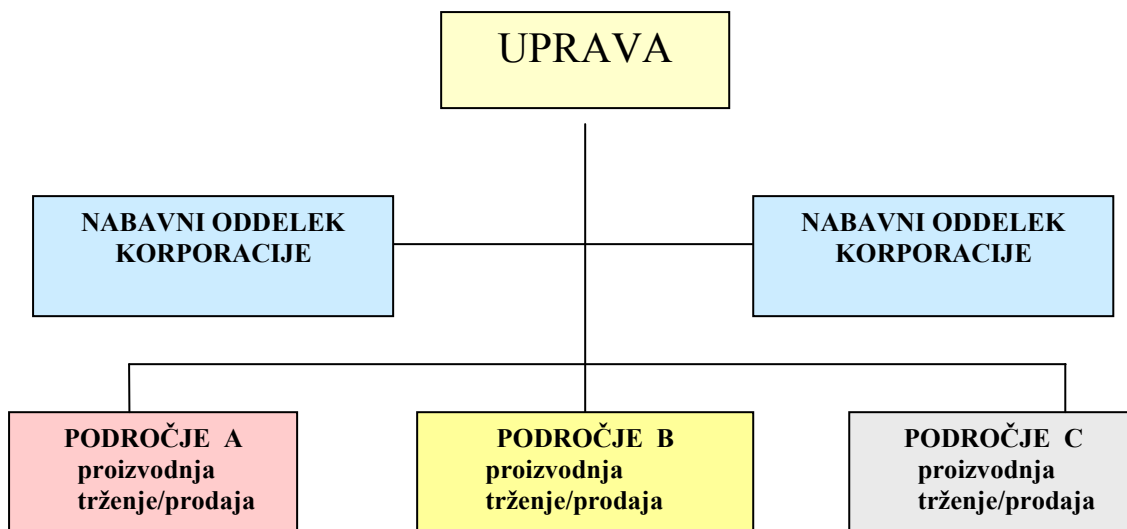 UPRAVA
NABAVNI ODDELEK
KORPORACIJE
NABAVNI ODDELEK
KORPORACIJE
PODROČJE A
proizvodnja
trženje/prodaja
PODROČJE B
proizvodnja
trženje/prodaja
PODROČJE C
proizvodnja
trženje/prodaja